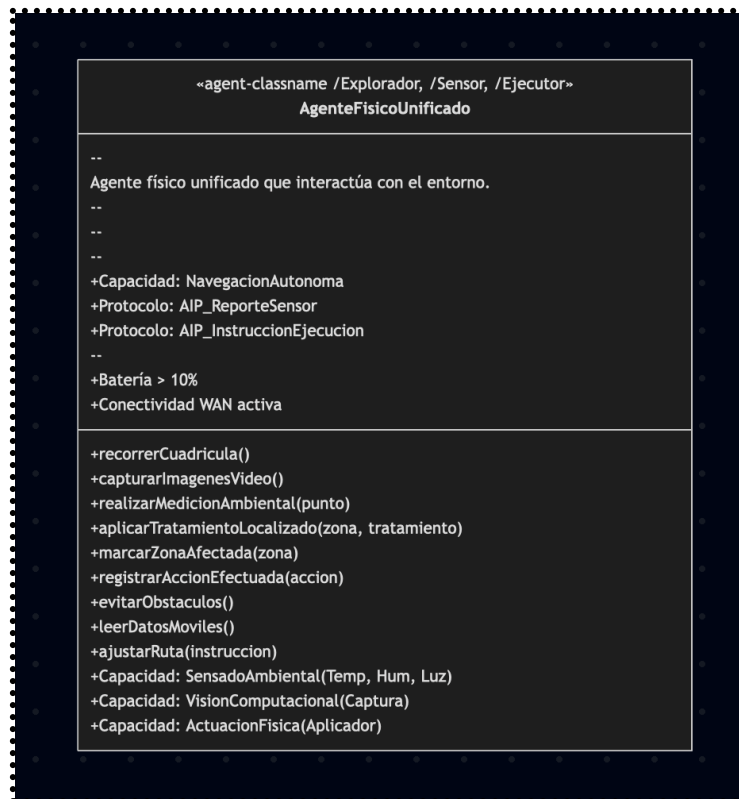 «agent-classname /Explorador, /Sensor, /Ejecutor»
AgenteFisicoUnificado
--
Agente físico unificado que interactúa con el entorno.
--
--
--
+Capacidad: NavegacionAutonoma
+Protocolo: AIP_ReporteSensor
+Protocolo: AIP_InstruccionEjecucion
--
+Batería > 10%
+Conectividad WAN activa
+recorrerCuadricula()
+capturarImagenesVideo()
+realizarMedicionAmbiental(punto)
+aplicarTratamientoLocalizado(zona, tratamiento)
+marcarZonaAfectada(zona)
+registrarAccionEfectuada(accion)
+evitarObstaculos()
+leerDatosMoviles()
+ajustarRuta(instruccion)
+Capacidad: SensadoAmbiental(Temp, Hum, Luz)
+Capacidad: VisionComputacional(Captura)
+Capacidad: ActuacionFisica(Aplicador)